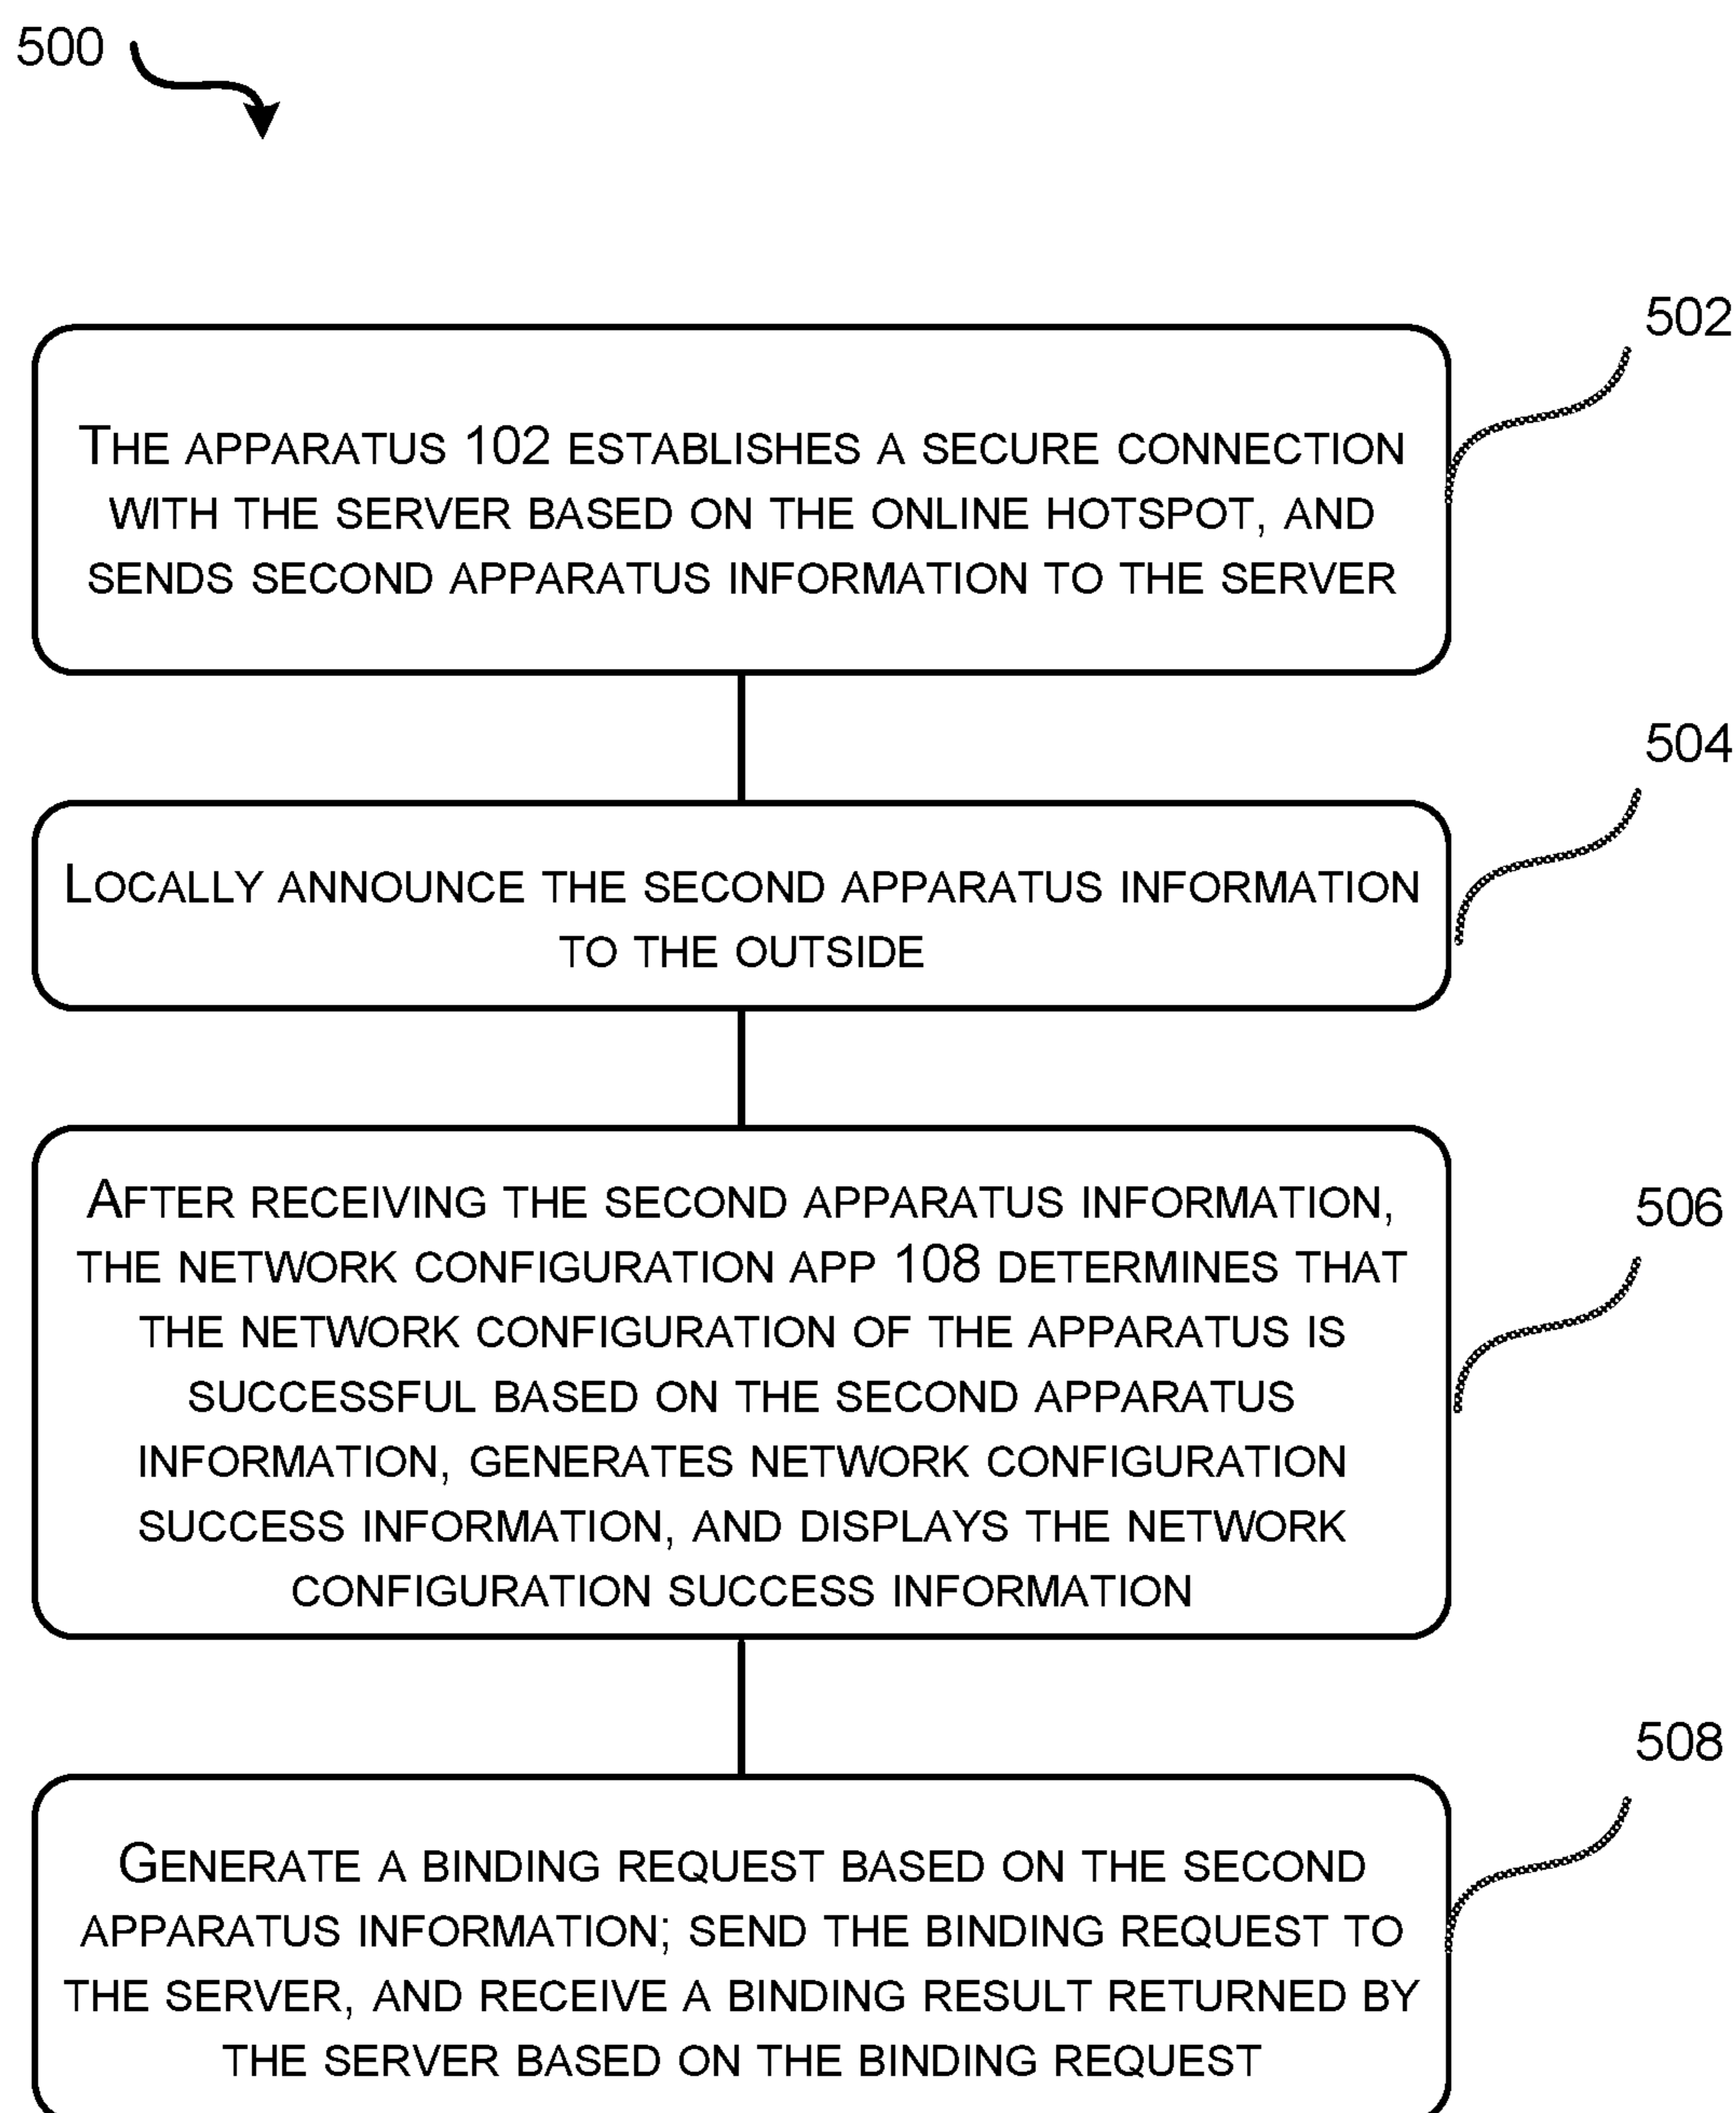 500
502
THE APPARATUS 102 ESTABLISHES A SECURE CONNECTION
WITH THE SERVER BASED ON THE ONLINE HOTSPOT, AND
SENDS SECOND APPARATUS INFORMATION TO THE SERVER
504
LOCALLY ANNOUNCE THE SECOND APPARATUS INFORMATION
TO THE OUTSIDE
506
AFTER RECEIVING THE SECOND APPARATUS INFORMATION,
THE NETWORK CONFIGURATION APP 108 DETERMINES THAT
THE NETWORK CONFIGURATION OF THE APPARATUS IS
SUCCESSFUL BASED ON THE SECOND APPARATUS
INFORMATION, GENERATES NETWORK CONFIGURATION
SUCCESS INFORMATION, AND DISPLAYS THE NETWORK
CONFIGURATION SUCCESS INFORMATION
508
GENERATE A BINDING REQUEST BASED ON THE SECOND
APPARATUS INFORMATION; SEND THE BINDING REQUEST TO
THE SERVER, AND RECEIVE A BINDING RESULT RETURNED BY
THE SERVER BASED ON THE BINDING REQUEST